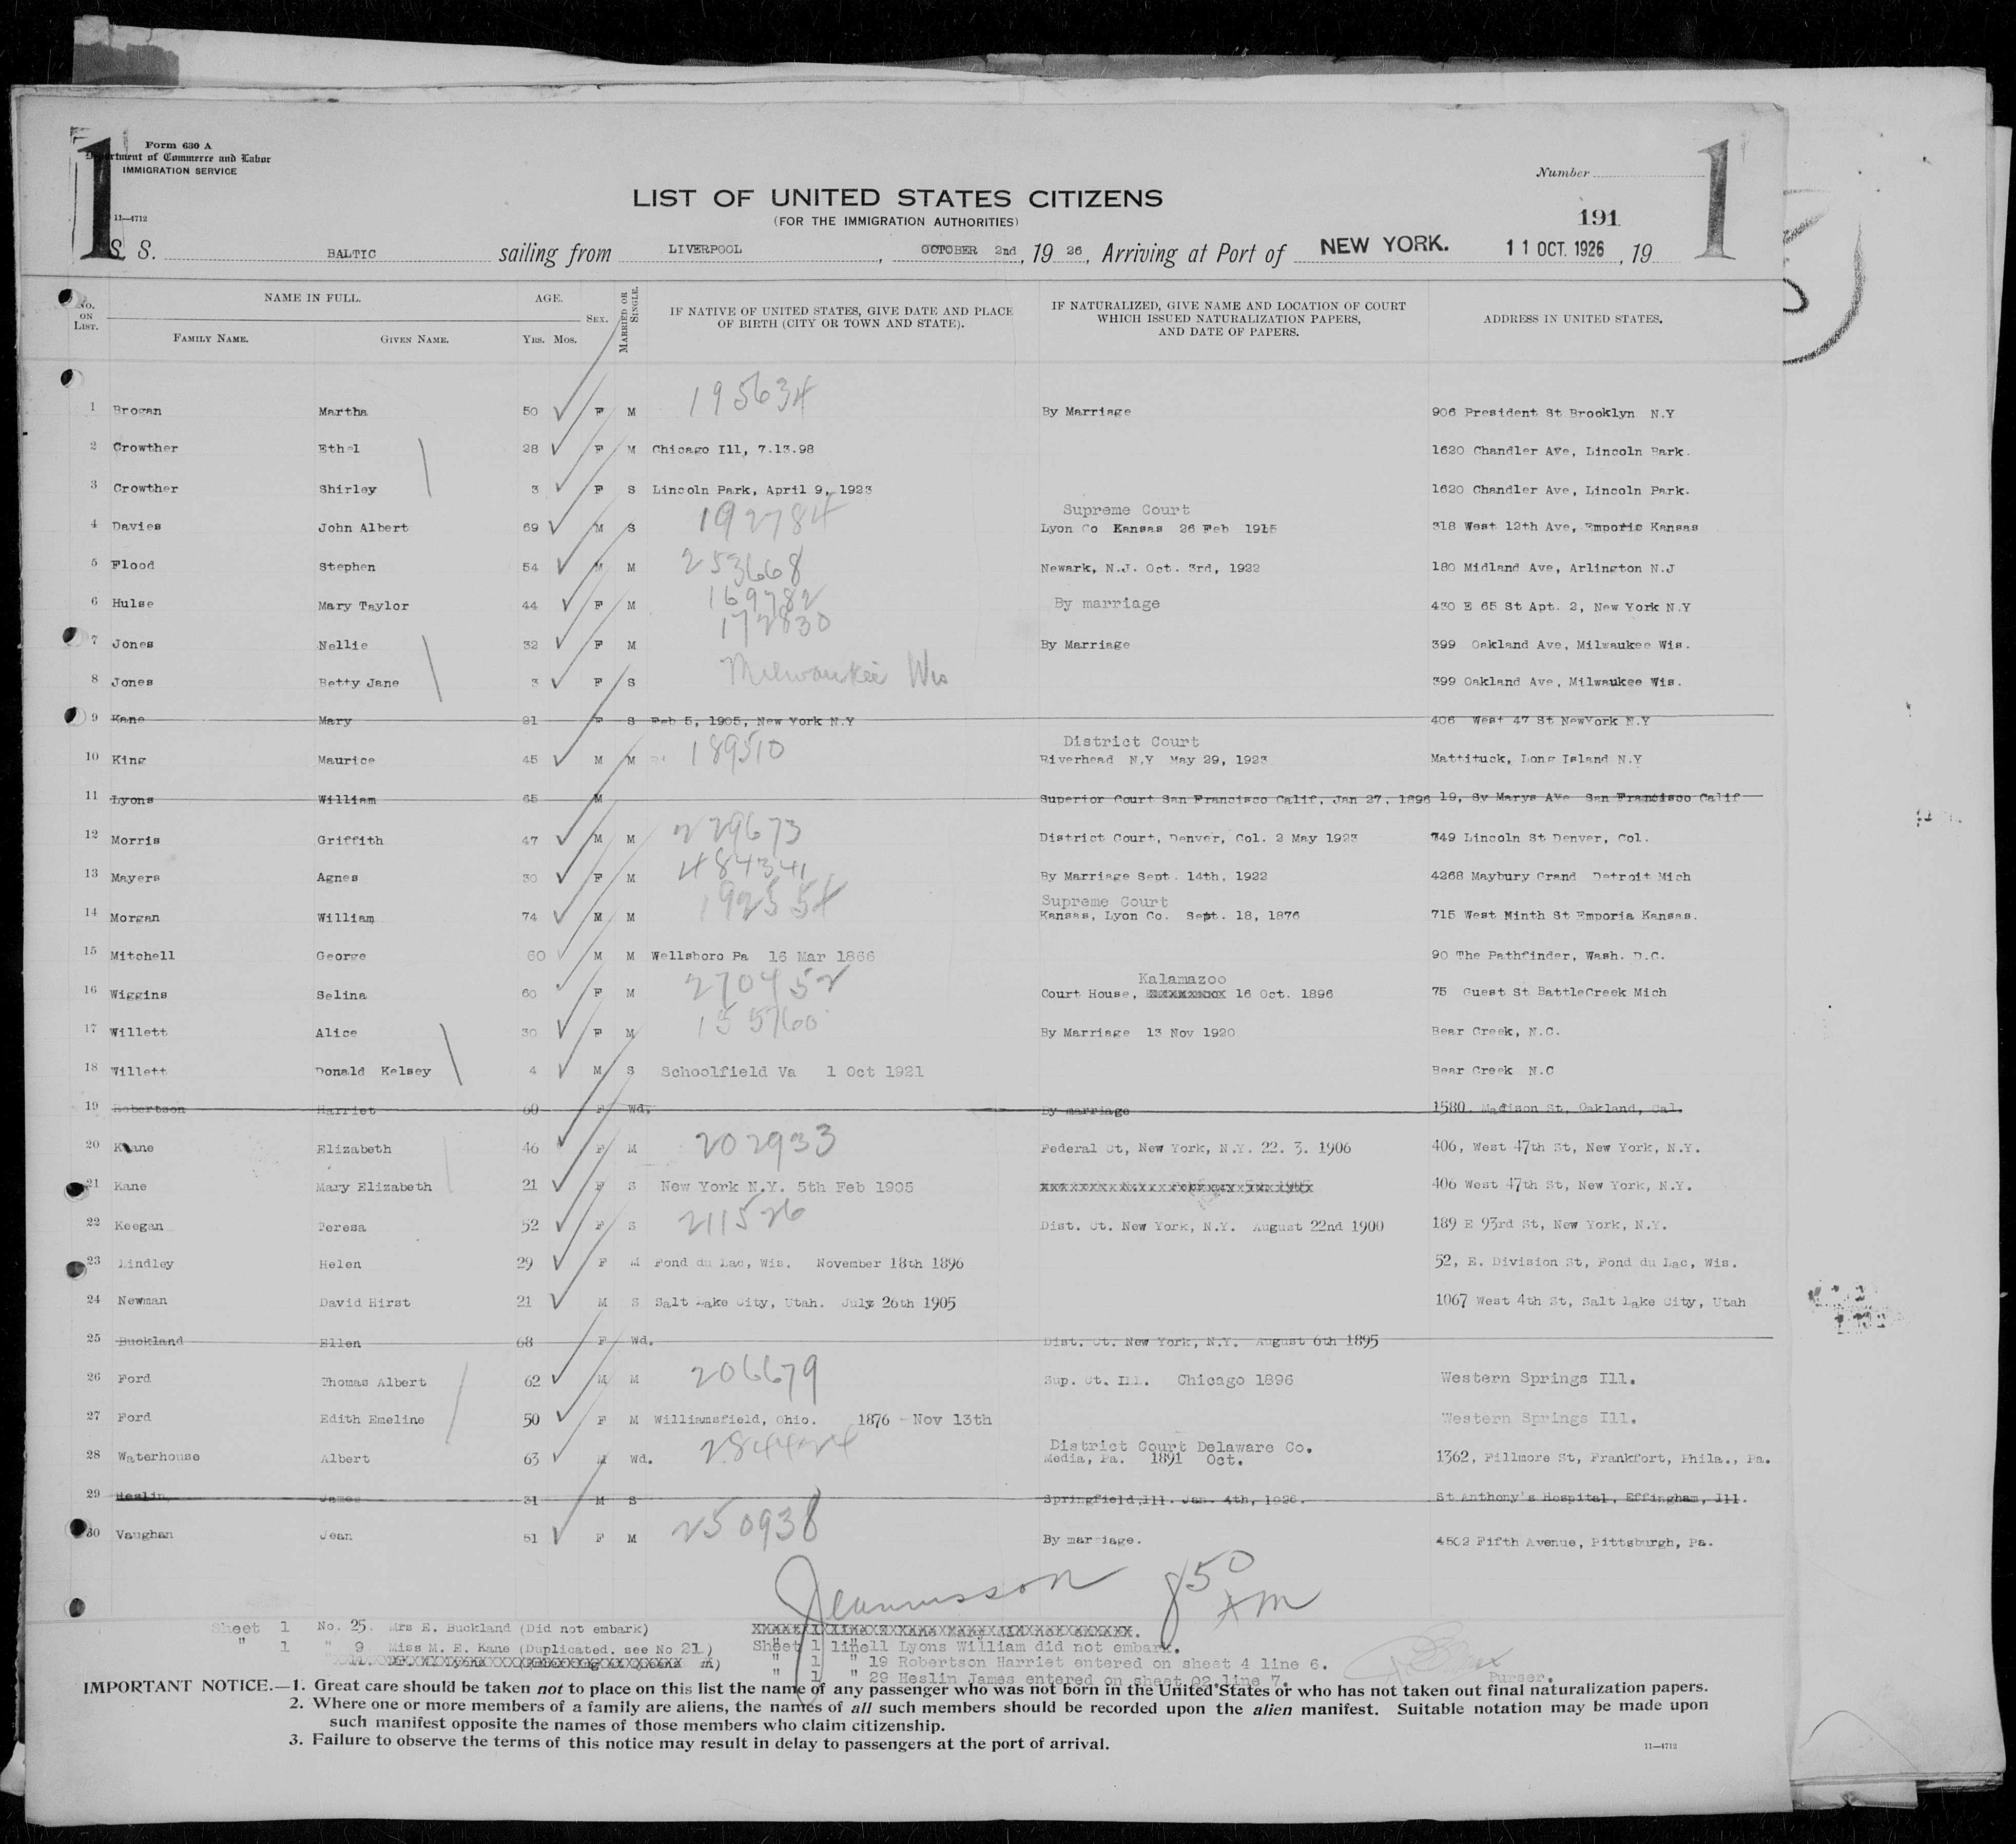 1
Form 630 A
Department of Commerce and Labor
IMMIGRATION SERVICE
11—4712
Number
1
LIST OF UNITED STATES CITIZENS
(FOR THE IMMIGRATION AUTHORITIES)
191
S. S. BALTIC sailing from LIVERPOOL, OCTOBER 2nd, 19 26, Arriving at Port of NEW YORK. 11 OCT. 1926, 19
No. ON LIST. NAME IN FULL. FAMILY NAME. GIVEN NAME. AGE. YRS. MOS. SEX. MARRIED OR SINGLE. IF NATIVE OF UNITED STATES, GIVE DATE AND PLACE OF BIRTH (CITY OR TOWN AND STATE). IF NATURALIZED, GIVE NAME AND LOCATION OF COURT WHICH ISSUED NATURALIZATION PAPERS, AND DATE OF PAPERS. ADDRESS IN UNITED STATES.
1 Brogan Martha 50 F M 195634 By Marriage 906 President St Brooklyn N.Y
2 Crowther Ethel 28 F M Chicago Ill, 7.13.98 1620 Chandler Ave, Lincoln Park.
3 Crowther Shirley 3 F S Lincoln Park, April 9, 1923 1620 Chandler Ave, Lincoln Park.
Supreme Court
4 Davies John Albert 69 M S 192784 Lyon Co Kansas 26 Feb 1915 318 West 12th Ave, Emporia Kansas
5 Flood Stephen 54 M M 253668 Newark, N.J. Oct. 3rd, 1922 180 Midland Ave, Arlington N.J
6 Hulse Mary Taylor 44 F M 169782 By marriage 430 E 65 St Apt. 2, New York N.Y
7 Jones Nellie 32 F M 172830 By Marriage 399 Oakland Ave, Milwaukee Wis.
8 Jones Betty Jane 3 F S Milwaukee Wis 399 Oakland Ave, Milwaukee Wis.
9 Kane Mary 21 F S Feb 5, 1905, New York N.Y 406 West 47 St NewYork N.Y
District Court
10 King Maurice 45 M M 189510 Riverhead N.Y May 29, 1923 Mattituck, Long Island N.Y
11 Lyons William 65 M Superior Court San Francisco Calif, Jan 27, 1896 19, Sv Marys Ave San Francisco Calif
12 Morris Griffith 47 M M 229673 District Court, Denver, Col. 2 May 1923 749 Lincoln St Denver, Col.
13 Mayers Agnes 30 F M 484341 By Marriage Sept. 14th, 1922 4268 Maybury Grand Detroit Mich
Supreme Court
14 Morgan William 74 M M 192554 Kansas, Lyon Co. Sept. 18, 1876 715 West Ninth St Emporia Kansas.
15 Mitchell George 60 M M Wellsboro Pa 16 Mar 1866 90 The Pathfinder, Wash. D.C.
Kalamazoo
16 Wiggins Selina 60 F M 270452 Court House, 16 Oct. 1896 75 Guest St BattleCreek Mich
17 Willett Alice 30 F M 155760 By Marriage 13 Nov 1920 Bear Creek, N.C.
18 Willett Donald Kelsey 4 M S Schoolfield Va 1 Oct 1921 Bear Creek N.C
19 Robertson Harriet 60 F Wd. By marriage 1580 Madison St, Oakland, Cal.
20 Kane Elizabeth 46 F M 202933 Federal Ct, New York, N.Y. 22. 3. 1906 406, West 47th St, New York, N.Y.
21 Kane Mary Elizabeth 21 F S New York N.Y. 5th Feb 1905 406 West 47th St, New York, N.Y.
22 Keegan Teresa 52 F S 211526 Dist. Ct. New York, N.Y. August 22nd 1900 189 E 93rd St, New York, N.Y.
23 Lindley Helen 29 F M Fond du Lac, Wis. November 18th 1896 52, E. Division St, Fond du Lac, Wis.
24 Newman David Hirst 21 M S Salt Lake City, Utah. July 26th 1905 1067 West 4th St, Salt Lake City, Utah
25 Buckland Ellen 68 F Wd. Dist. Ct. New York, N.Y. August 6th 1895
26 Ford Thomas Albert 62 M M 206679 Sup. Ct. Ill. Chicago 1896 Western Springs Ill.
27 Ford Edith Emeline 50 F M Williamsfield, Ohio. 1876 - Nov 13th Western Springs Ill.
District Court Delaware Co.
28 Waterhouse Albert 63 M Wd. 284424 Media, Pa. 1891 Oct. 1362, Fillmore St, Frankfort, Phila., Pa.
29 Heslin James 31 M S Springfield, Ill. Jan. 4th, 1926. St Anthony's Hospital, Effingham, Ill.
30 Vaughan Jean 51 F M 250938 By marriage. 4502 Fifth Avenue, Pittsburgh, Pa.
850 AM
Sheet 1 No. 25. Mrs E. Buckland (Did not embark)
" 1 " 9 Miss M. E. Kane (Duplicated, see No 21)
Sheet 1 line 11 Lyons William did not embark.
" 1 " 19 Robertson Harriet entered on sheet 4 line 6.
" 1 " 29 Heslin James entered on sheet 02 line 7.
Purser.
IMPORTANT NOTICE.—1. Great care should be taken not to place on this list the name of any passenger who was not born in the United States or who has not taken out final naturalization papers.
2. Where one or more members of a family are aliens, the names of all such members should be recorded upon the alien manifest. Suitable notation may be made upon
such manifest opposite the names of those members who claim citizenship.
3. Failure to observe the terms of this notice may result in delay to passengers at the port of arrival.
11—4712